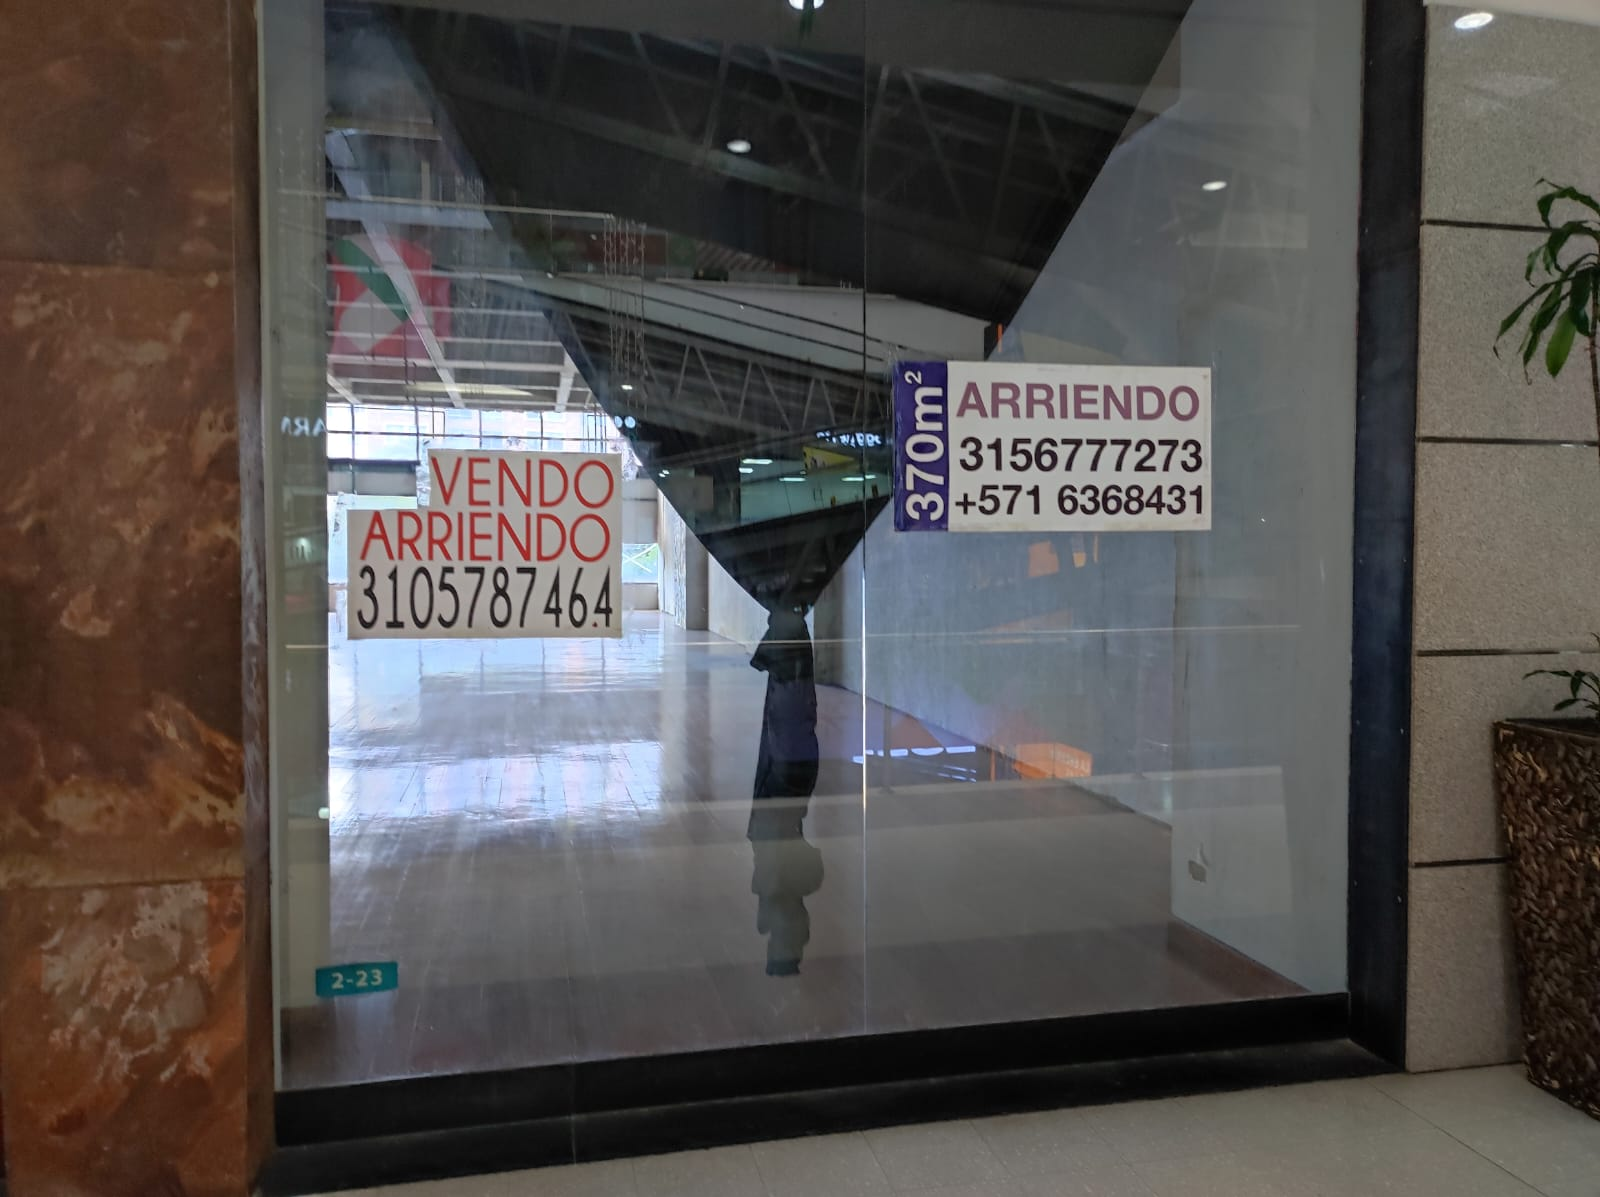 VENDO
ARRIENDO
3105787464
370m²
ARRIENDO
3156777273
+571 6368431
2-23